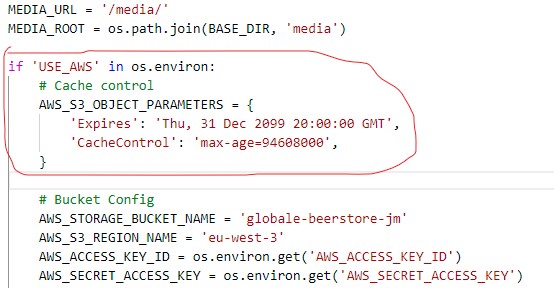 MEDIA_URL = '/media/'
MEDIA_ROOT = os.path.join(BASE_DIR, 'media')
if 'USE_AWS' in os.environ:
# Cache control
AWS_S3_OBJECT_PARAMETERS = {
'Expires': 'Thu, 31 Dec 2099 20:00:00 GMT',
'CacheControl': 'max-age=94608000',
}
# Bucket Config
AWS_STORAGE_BUCKET_NAME = 'globale-beerstore-jm'
AWS_S3_REGION_NAME = 'eu-west-3'
AWS_ACCESS_KEY_ID = os.environ.get('AWS_ACCESS_KEY_ID')
AWS_SECRET_ACCESS_KEY = os.environ.get('AWS_SECRET_ACCESS_KEY')